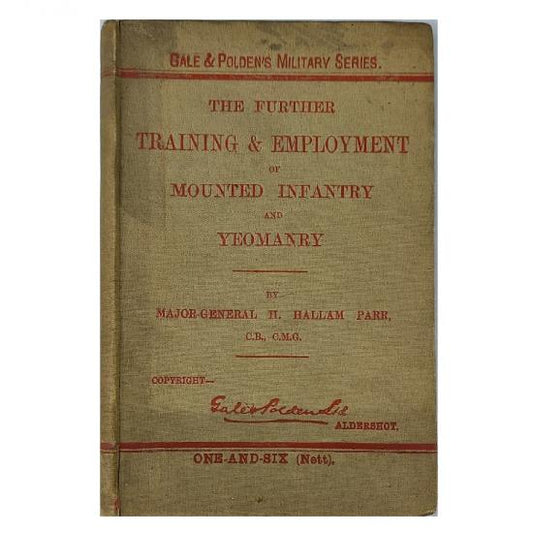 GALE & POLDEN'S MILITARY SERIES.
THE FURTHER
TRAINING & EMPLOYMENT
OF
MOUNTED INFANTRY
AND
YEOMANRY
BY
MAJOR-GENERAL H. HALLAM PARR,
C.B., C.M.G.
COPYRIGHT—
Gale & Polden Ltd
ALDERSHOT.
ONE-AND-SIX (Nett).